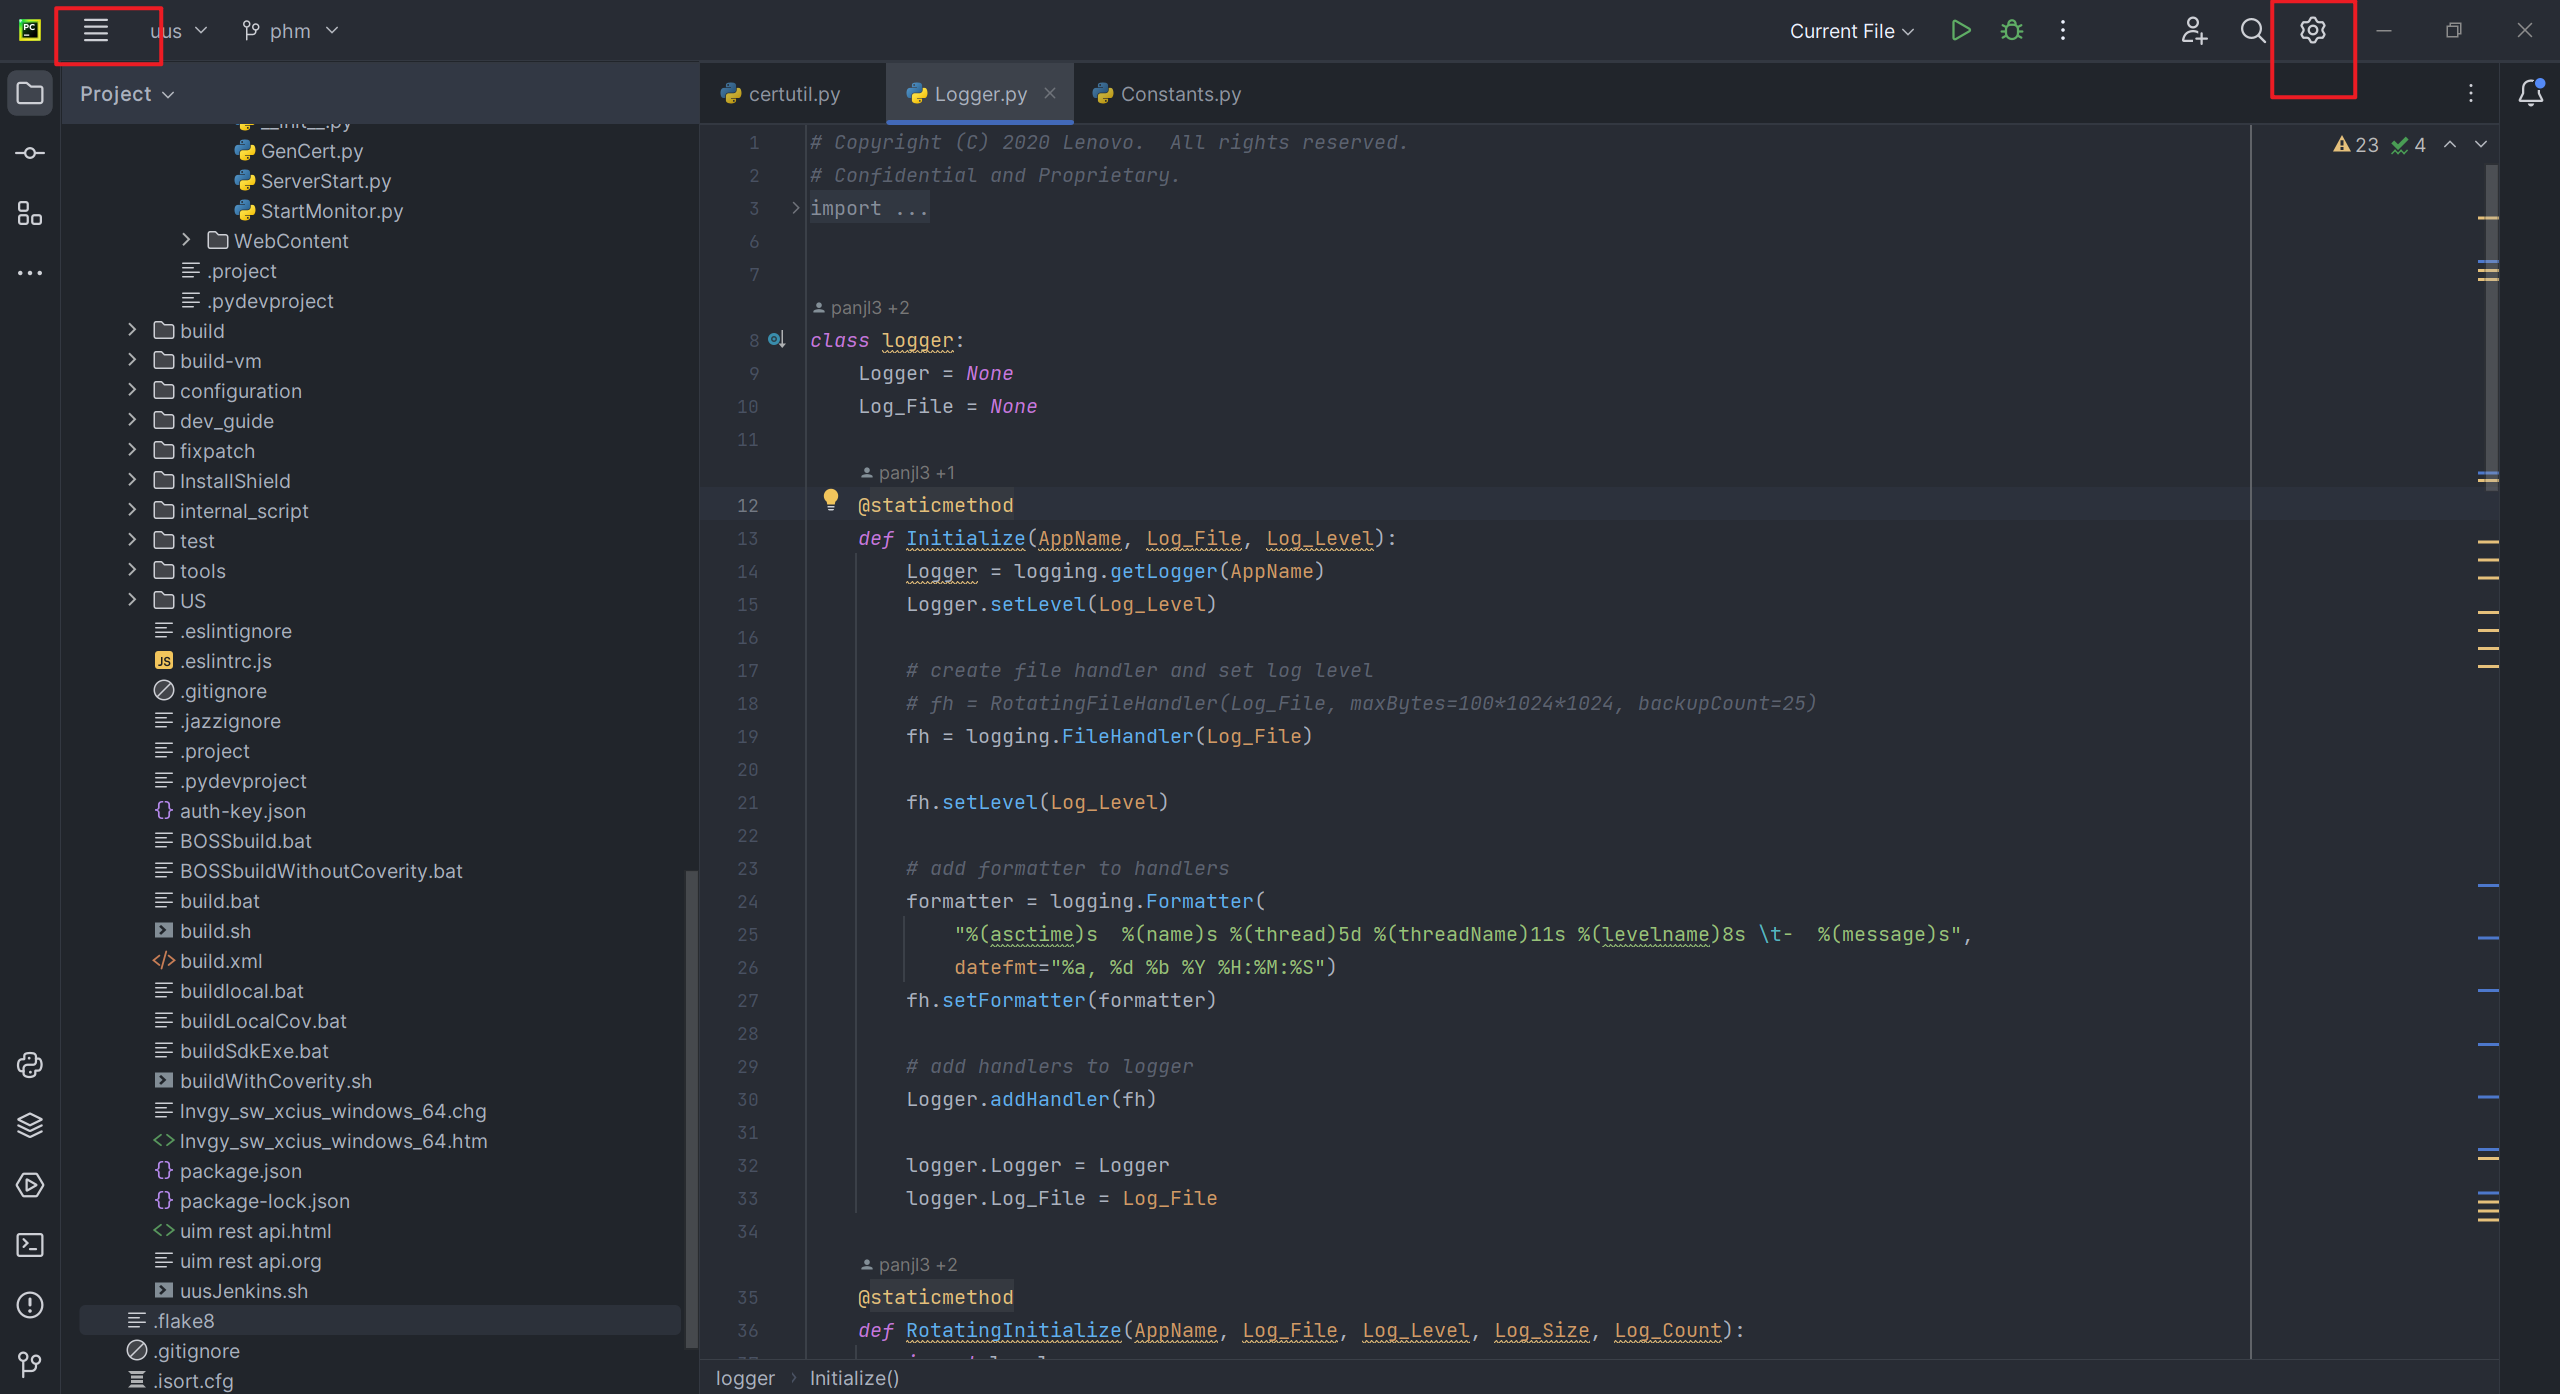 PC
uus
phm
Current File
Project
certutil.py
Logger.py
Constants.py
__init__.py
GenCert.py
ServerStart.py
StartMonitor.py
WebContent
.project
.pydevproject
build
build-vm
configuration
dev_guide
fixpatch
InstallShield
internal_script
test
tools
US
.eslintignore
JS .eslintrc.js
.gitignore
.jazzignore
.project
.pydevproject
{} auth-key.json
BOSSbuild.bat
BOSSbuildWithoutCoverity.bat
build.bat
build.sh
</> build.xml
buildlocal.bat
buildLocalCov.bat
buildSdkExe.bat
buildWithCoverity.sh
lnvgy_sw_xcius_windows_64.chg
<> lnvgy_sw_xcius_windows_64.htm
{} package.json
{} package-lock.json
<> uim rest api.html
uim rest api.org
uusJenkins.sh
.flake8
.gitignore
.isort.cfg
23 4
1 # Copyright (C) 2020 Lenovo.  All rights reserved.
2 # Confidential and Proprietary.
3 import ...
6
7
panjl3 +2
8 class logger:
9 Logger = None
10 Log_File = None
11
panjl3 +1
12 @staticmethod
13 def Initialize(AppName, Log_File, Log_Level):
14 Logger = logging.getLogger(AppName)
15 Logger.setLevel(Log_Level)
16
17 # create file handler and set log level
18 # fh = RotatingFileHandler(Log_File, maxBytes=100*1024*1024, backupCount=25)
19 fh = logging.FileHandler(Log_File)
20
21 fh.setLevel(Log_Level)
22
23 # add formatter to handlers
24 formatter = logging.Formatter(
25 "%(asctime)s  %(name)s %(thread)5d %(threadName)11s %(levelname)8s \t-  %(message)s",
26 datefmt="%a, %d %b %Y %H:%M:%S")
27 fh.setFormatter(formatter)
28
29 # add handlers to logger
30 Logger.addHandler(fh)
31
32 logger.Logger = Logger
33 logger.Log_File = Log_File
34
panjl3 +2
35 @staticmethod
36 def RotatingInitialize(AppName, Log_File, Log_Level, Log_Size, Log_Count):
logger > Initialize()